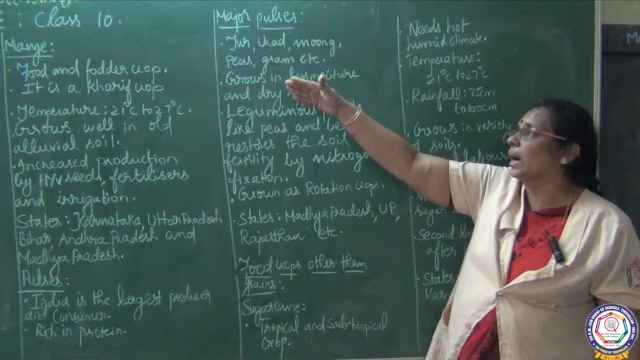 : Class 10.
Maize:
· Food and fodder crop.
· It is a kharif crop
· Temperature: 21°C to 27°C.
Grows well in old
alluvial soil.
· Increased production
by HYV seed, fertilisers
and irrigation.
States: Karnataka, Uttar Pradesh
Bihar Andhra Pradesh and
Madhya Pradesh.
Pulses:
· India is the largest producer
and consumer.
· Rich in protein.
Major pulses:
· Tur, Urad, moong,
peas, gram etc.
· Grows in
and dry
· Leguminous
like peas and
restores the soil
fertility by nitrogen
fixation.
· Grown as Rotation crops.
· States: Madhya Pradesh, U.P,
Rajasthan etc.
Food crops other than
grains:
Sugarcane:
· Tropical and Subtropical
Crop.
· Needs hot
humid climate.
· Temperature:
21°C to 27°C
· Rainfall: 75cm
to 100cm
· Grows in
soils.
labour
Second
after
States